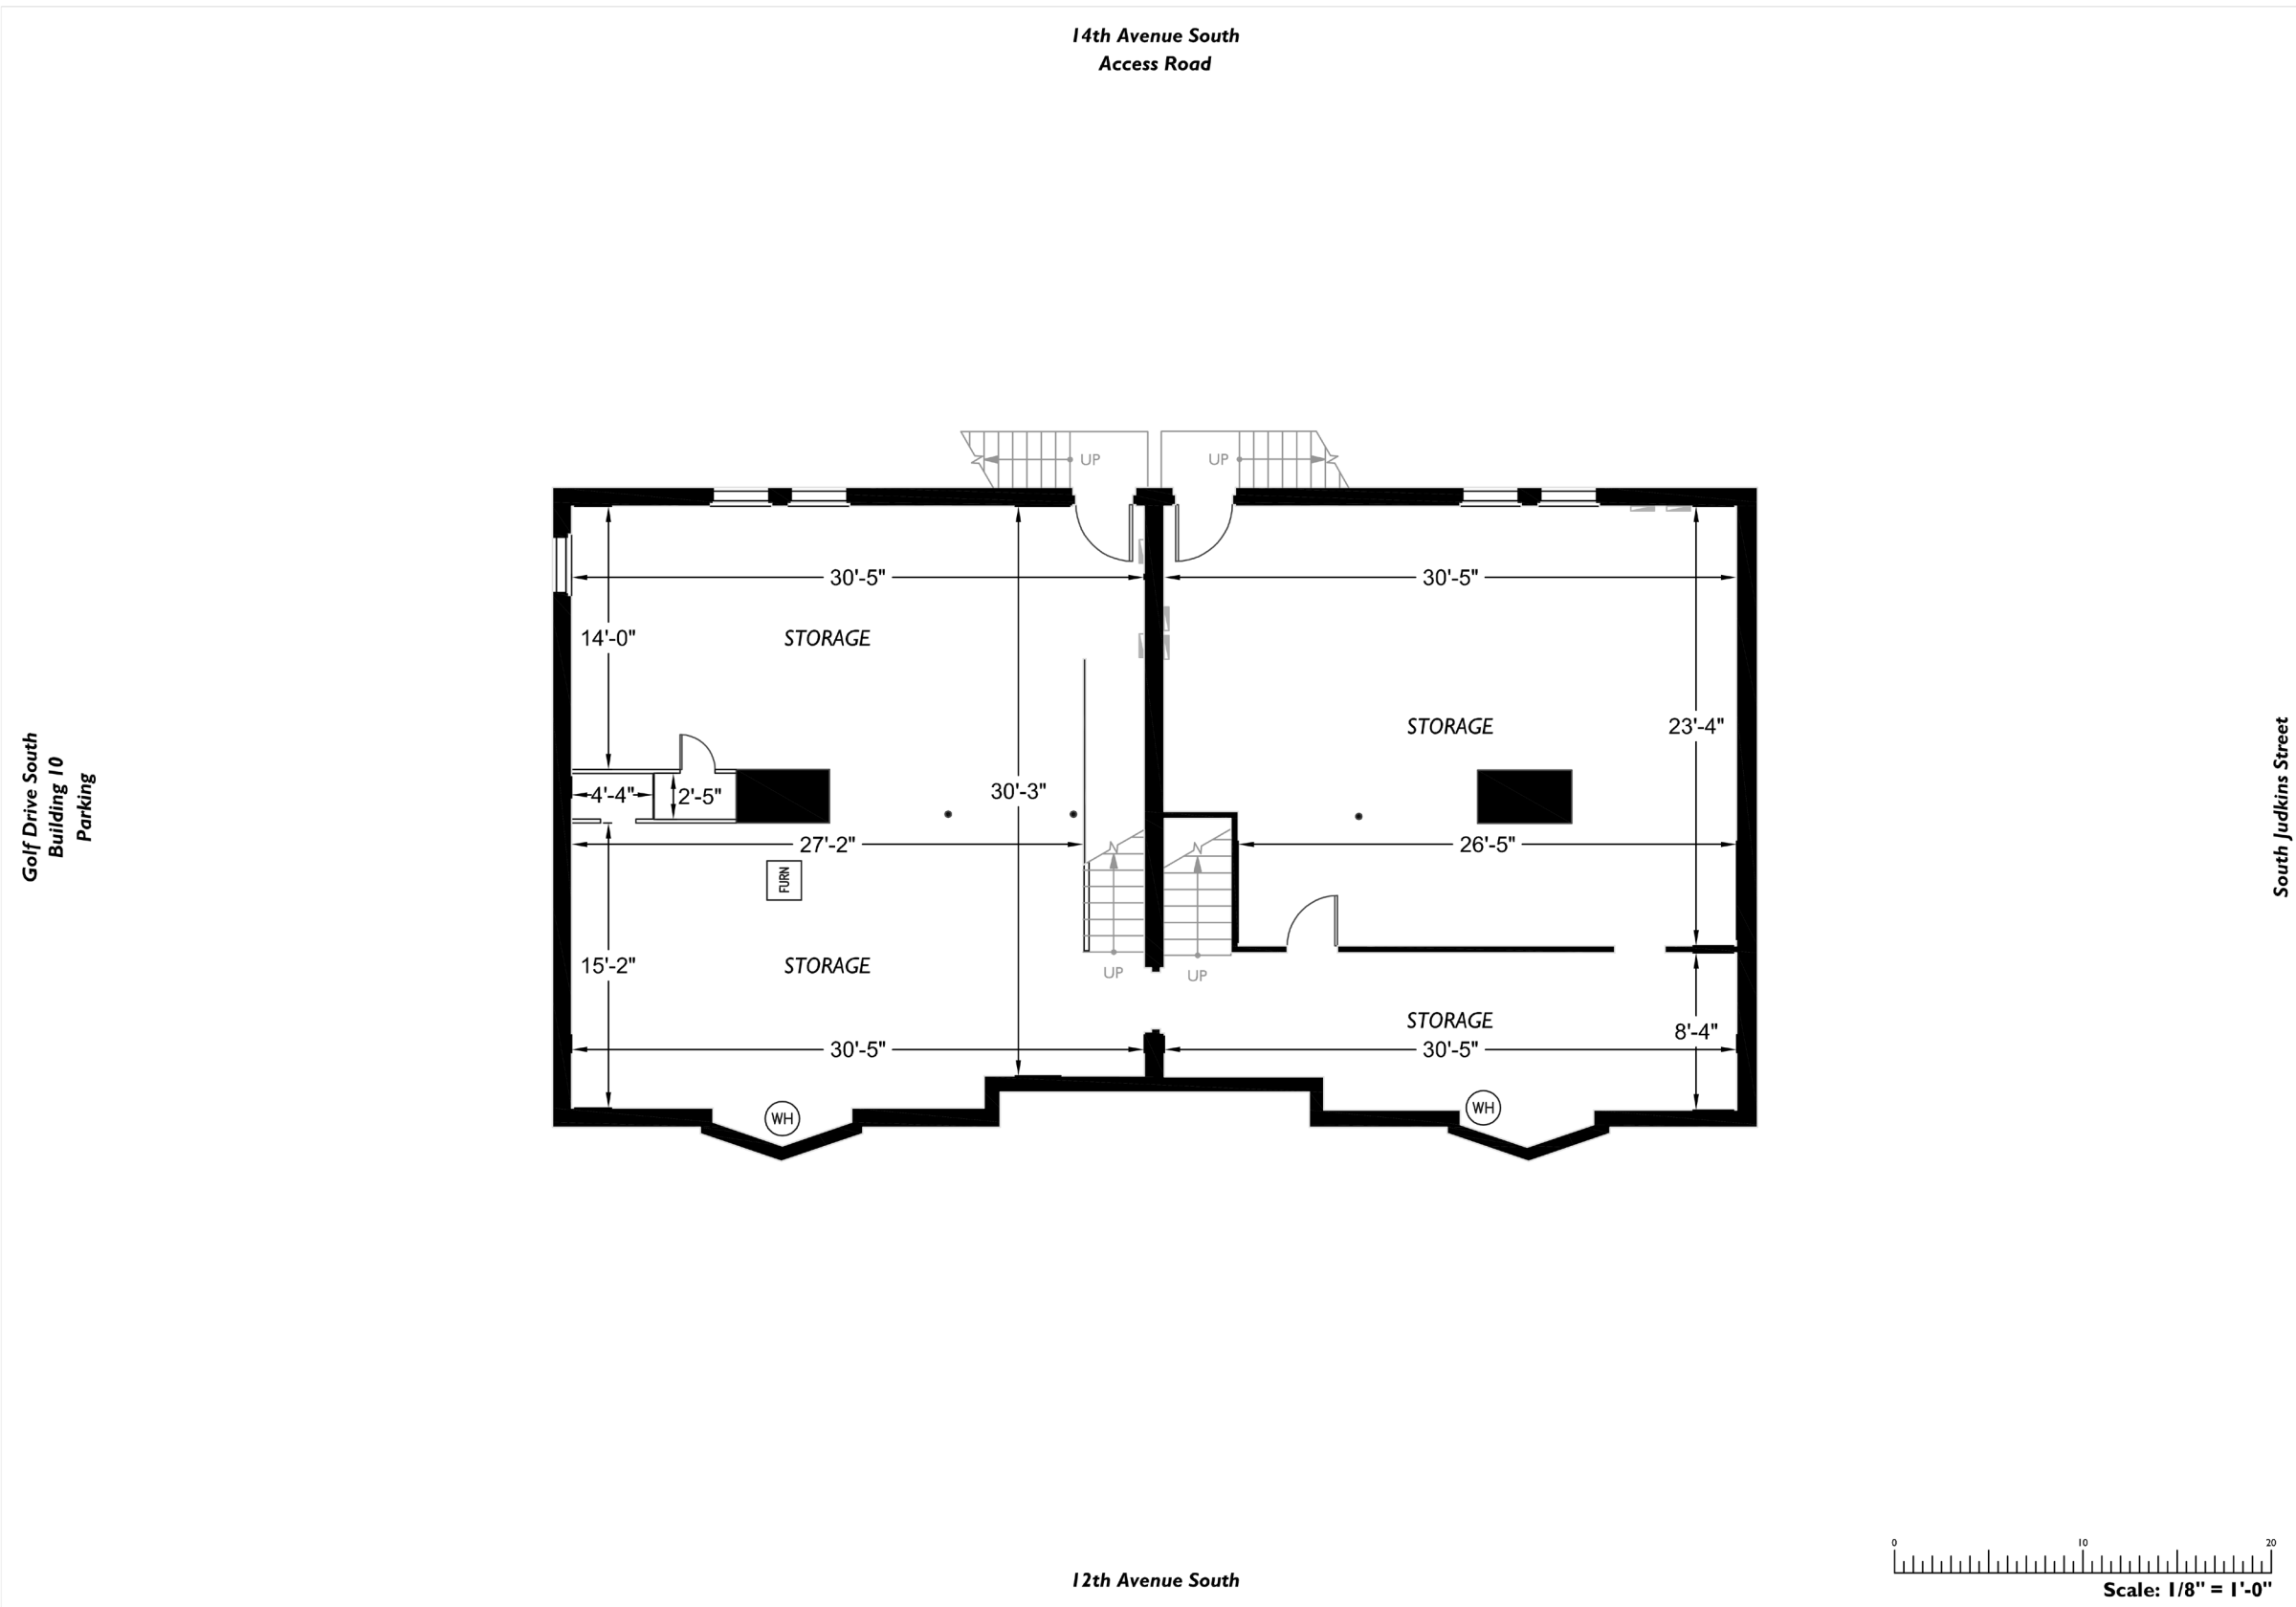 14th Avenue South
Access Road
UP
UP
30'-5"
30'-5"
14'-0"
STORAGE
STORAGE
23'-4"
Golf Drive South
Building 10
Parking
South Judkins Street
30'-3"
4'-4"
2'-5"
27'-2"
26'-5"
FURN
15'-2"
STORAGE
UP
UP
STORAGE
8'-4"
30'-5"
30'-5"
WH
WH
0
10
20
Scale: 1/8" = 1'-0"
12th Avenue South